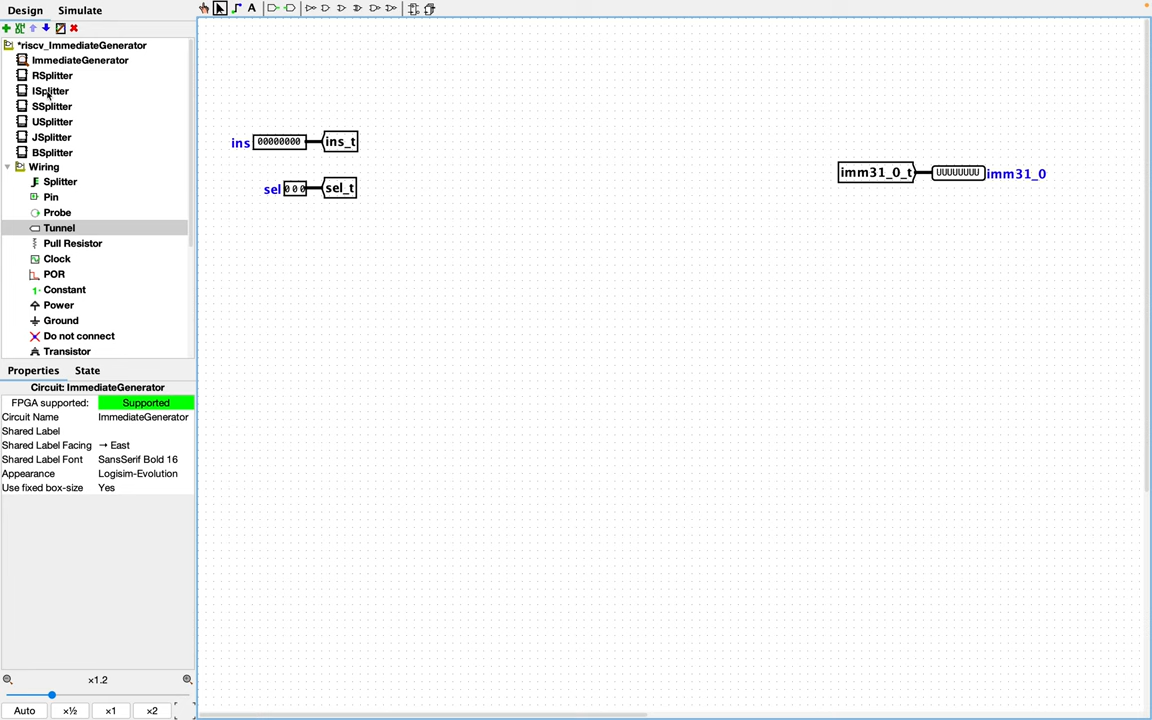 Design Simulate
A
*riscv_ImmediateGenerator
ImmediateGenerator
RSplitter
ISplitter
SSplitter
USplitter
JSplitter
BSplitter
Wiring
Splitter
Pin
Probe
Tunnel
Pull Resistor
Clock
POR
Constant
Power
Ground
Do not connect
Transistor
Properties State
Circuit: ImmediateGenerator
FPGA supported: Supported
Circuit Name ImmediateGenerator
Shared Label
Shared Label Facing → East
Shared Label Font SansSerif Bold 16
Appearance Logisim-Evolution
Use fixed box-size Yes
×1.2
Auto ×½ ×1 ×2
ins 00000000 ins_t
sel 0 0 0 sel_t
imm31_0_t UUUUUUUU imm31_0